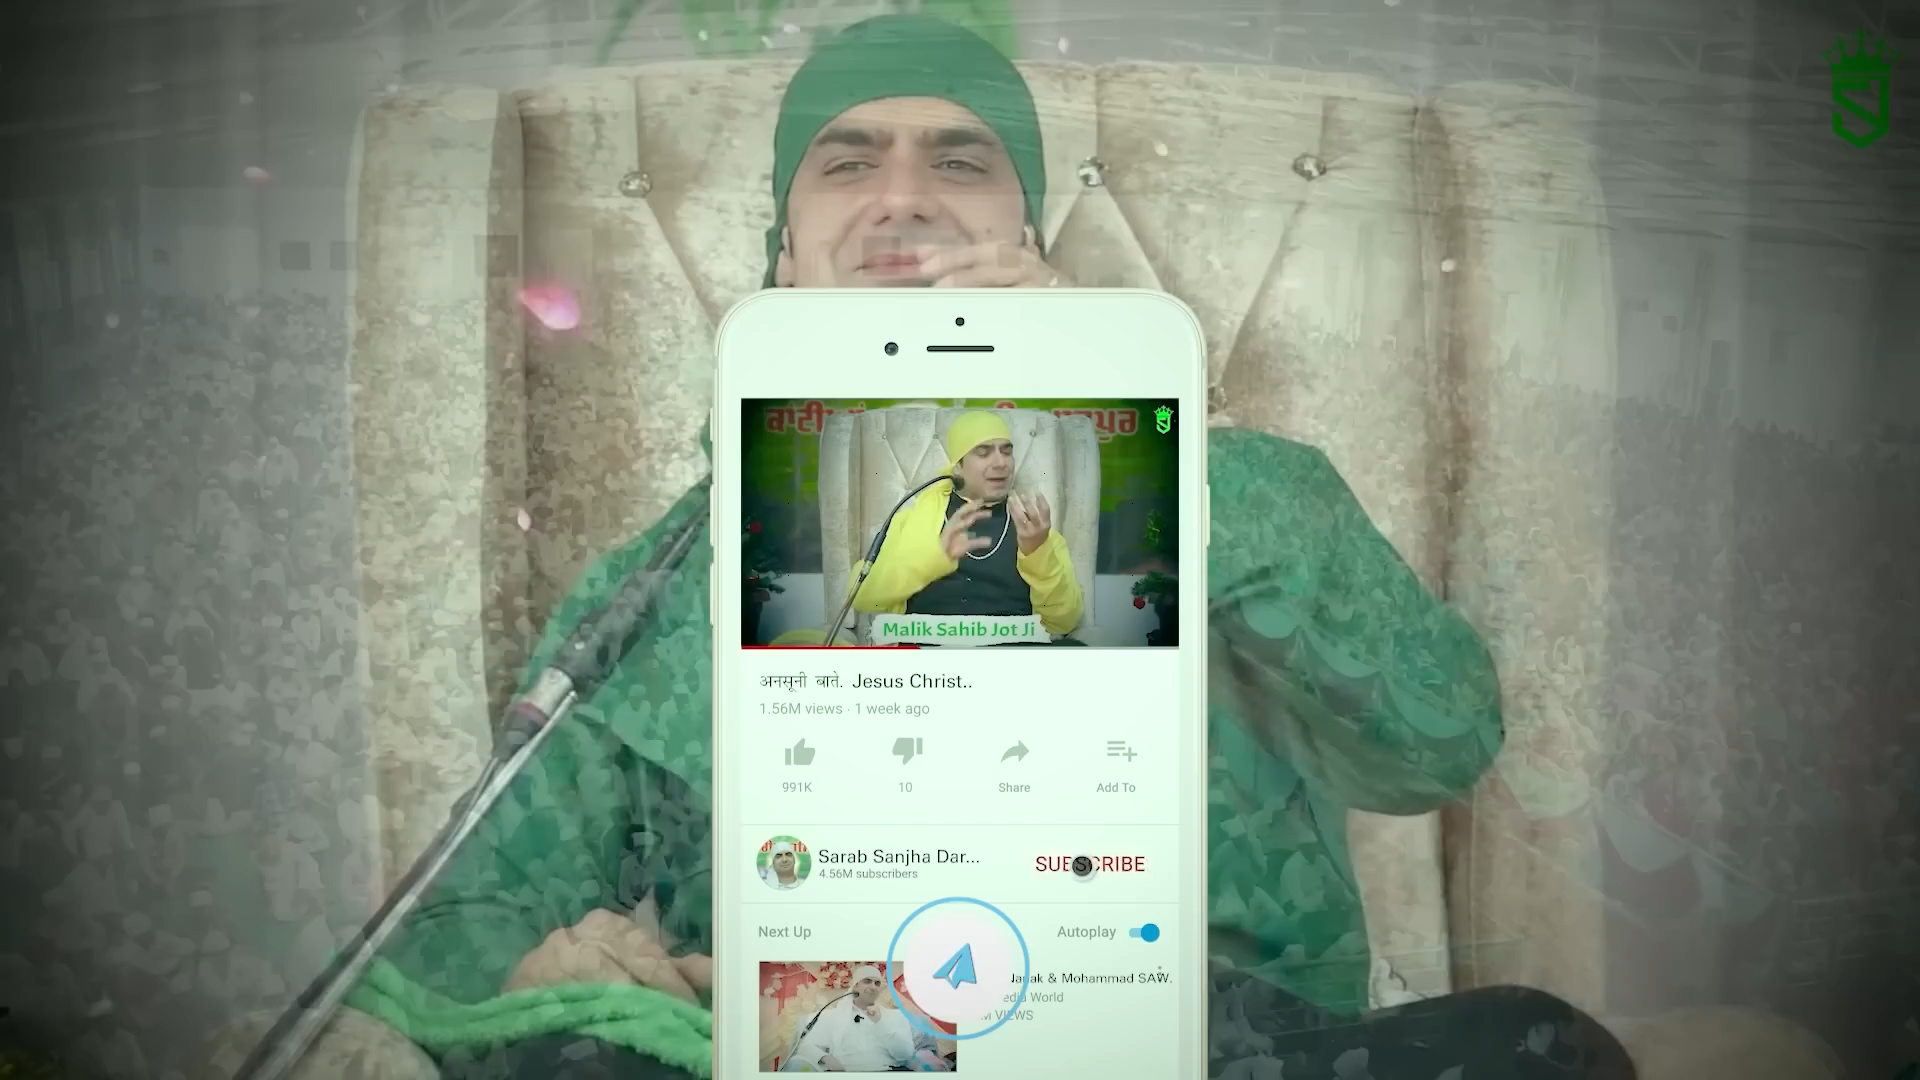 Malik Sahib Jot Ji
अनसूनी बाते. Jesus Christ..
1.56M views · 1 week ago
991K
10
Share
Add To
Sarab Sanjha Dar...
4.56M subscribers
SUBSCRIBE
Next Up
Autoplay
& Mohammad SAW.
World
VIEWS